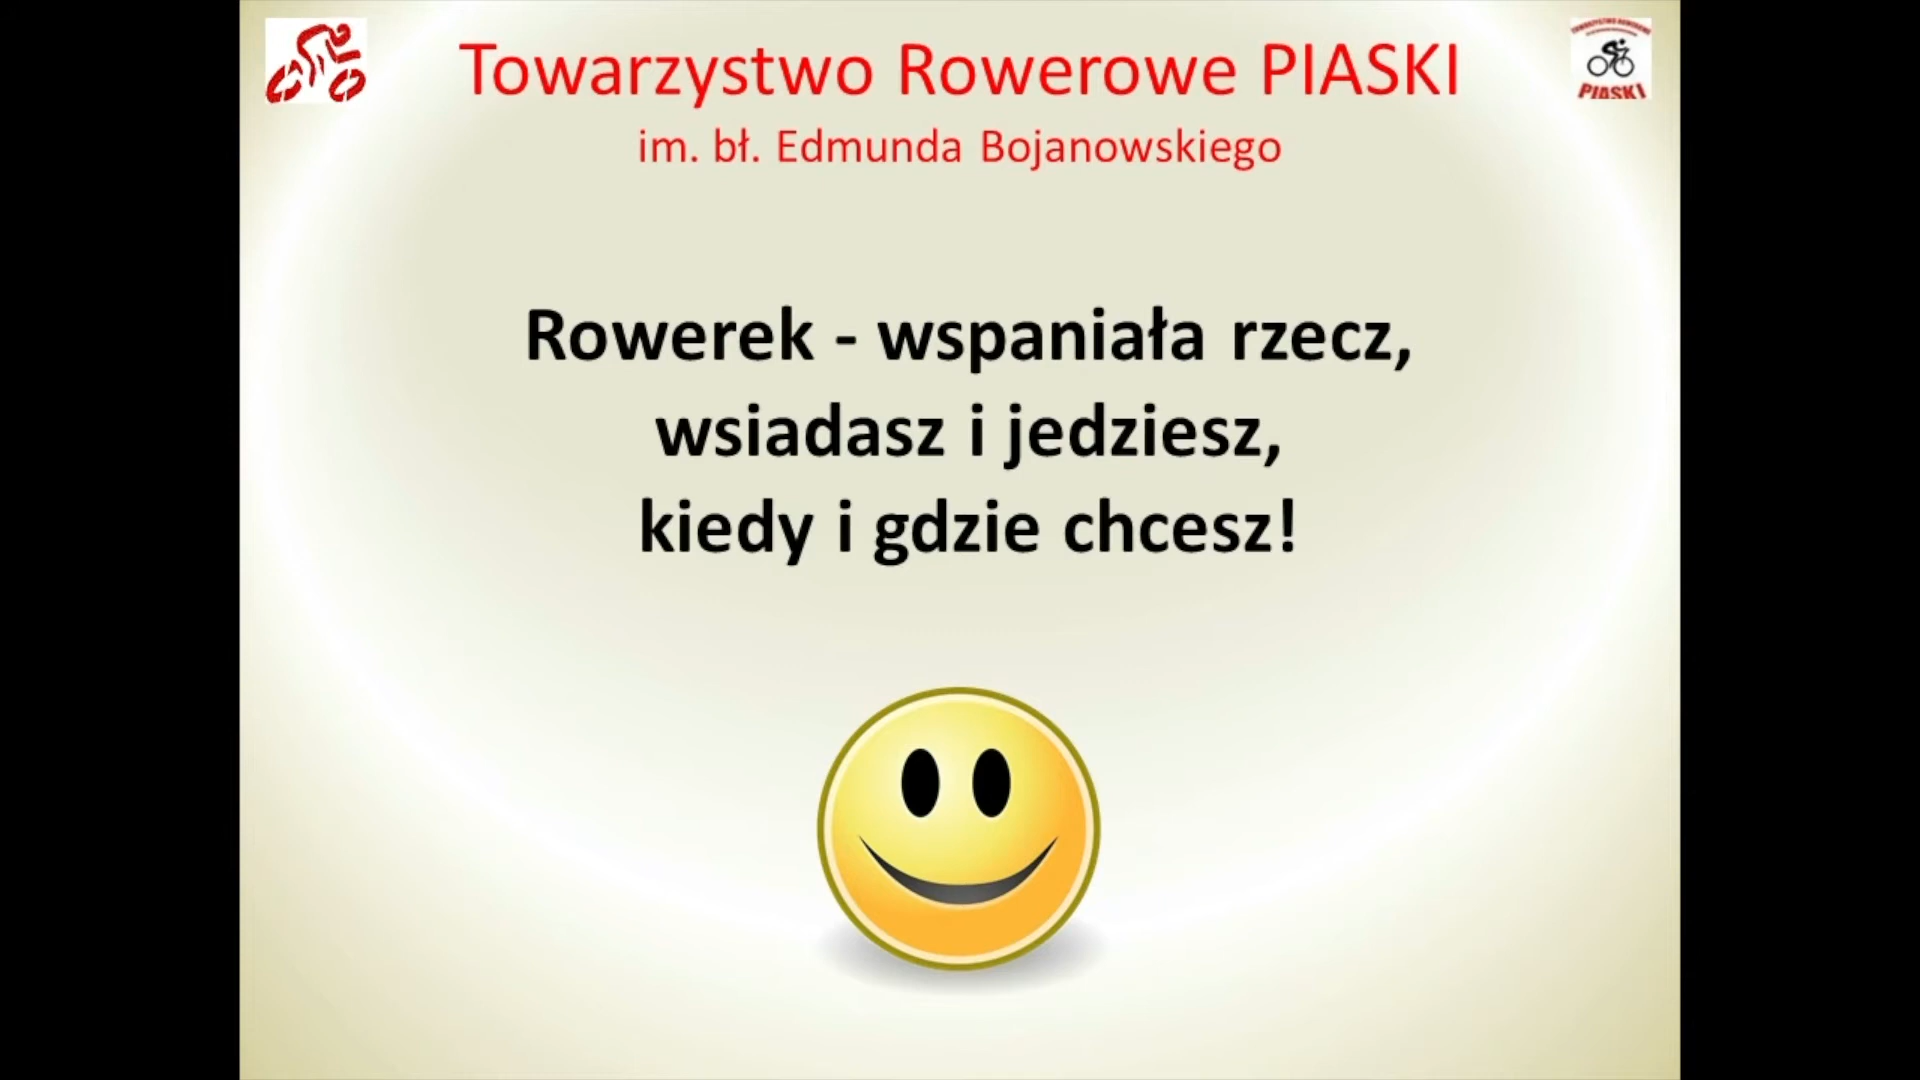 Towarzystwo Rowerowe PIASKI
im. bł. Edmunda Bojanowskiego
PIASKI
Rowerek - wspaniała rzecz,
wsiadasz i jedziesz,
kiedy i gdzie chcesz!